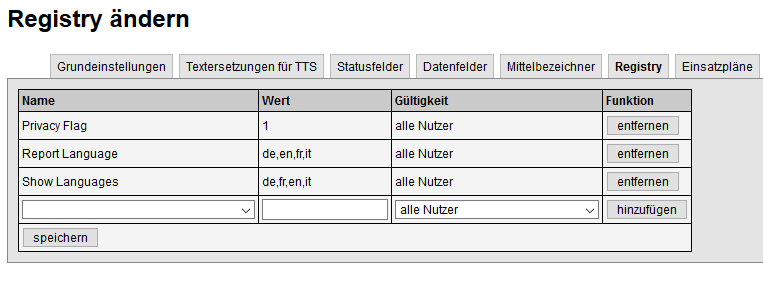 Registry ändern
Grundeinstellungen Textersetzungen für TTS Statusfelder Datenfelder Mittelbezeichner Registry Einsatzpläne
Name Wert Gültigkeit Funktion
Privacy Flag 1 alle Nutzer entfernen
Report Language de,en,fr,it alle Nutzer entfernen
Show Languages de,fr,en,it alle Nutzer entfernen
alle Nutzer hinzufügen
speichern